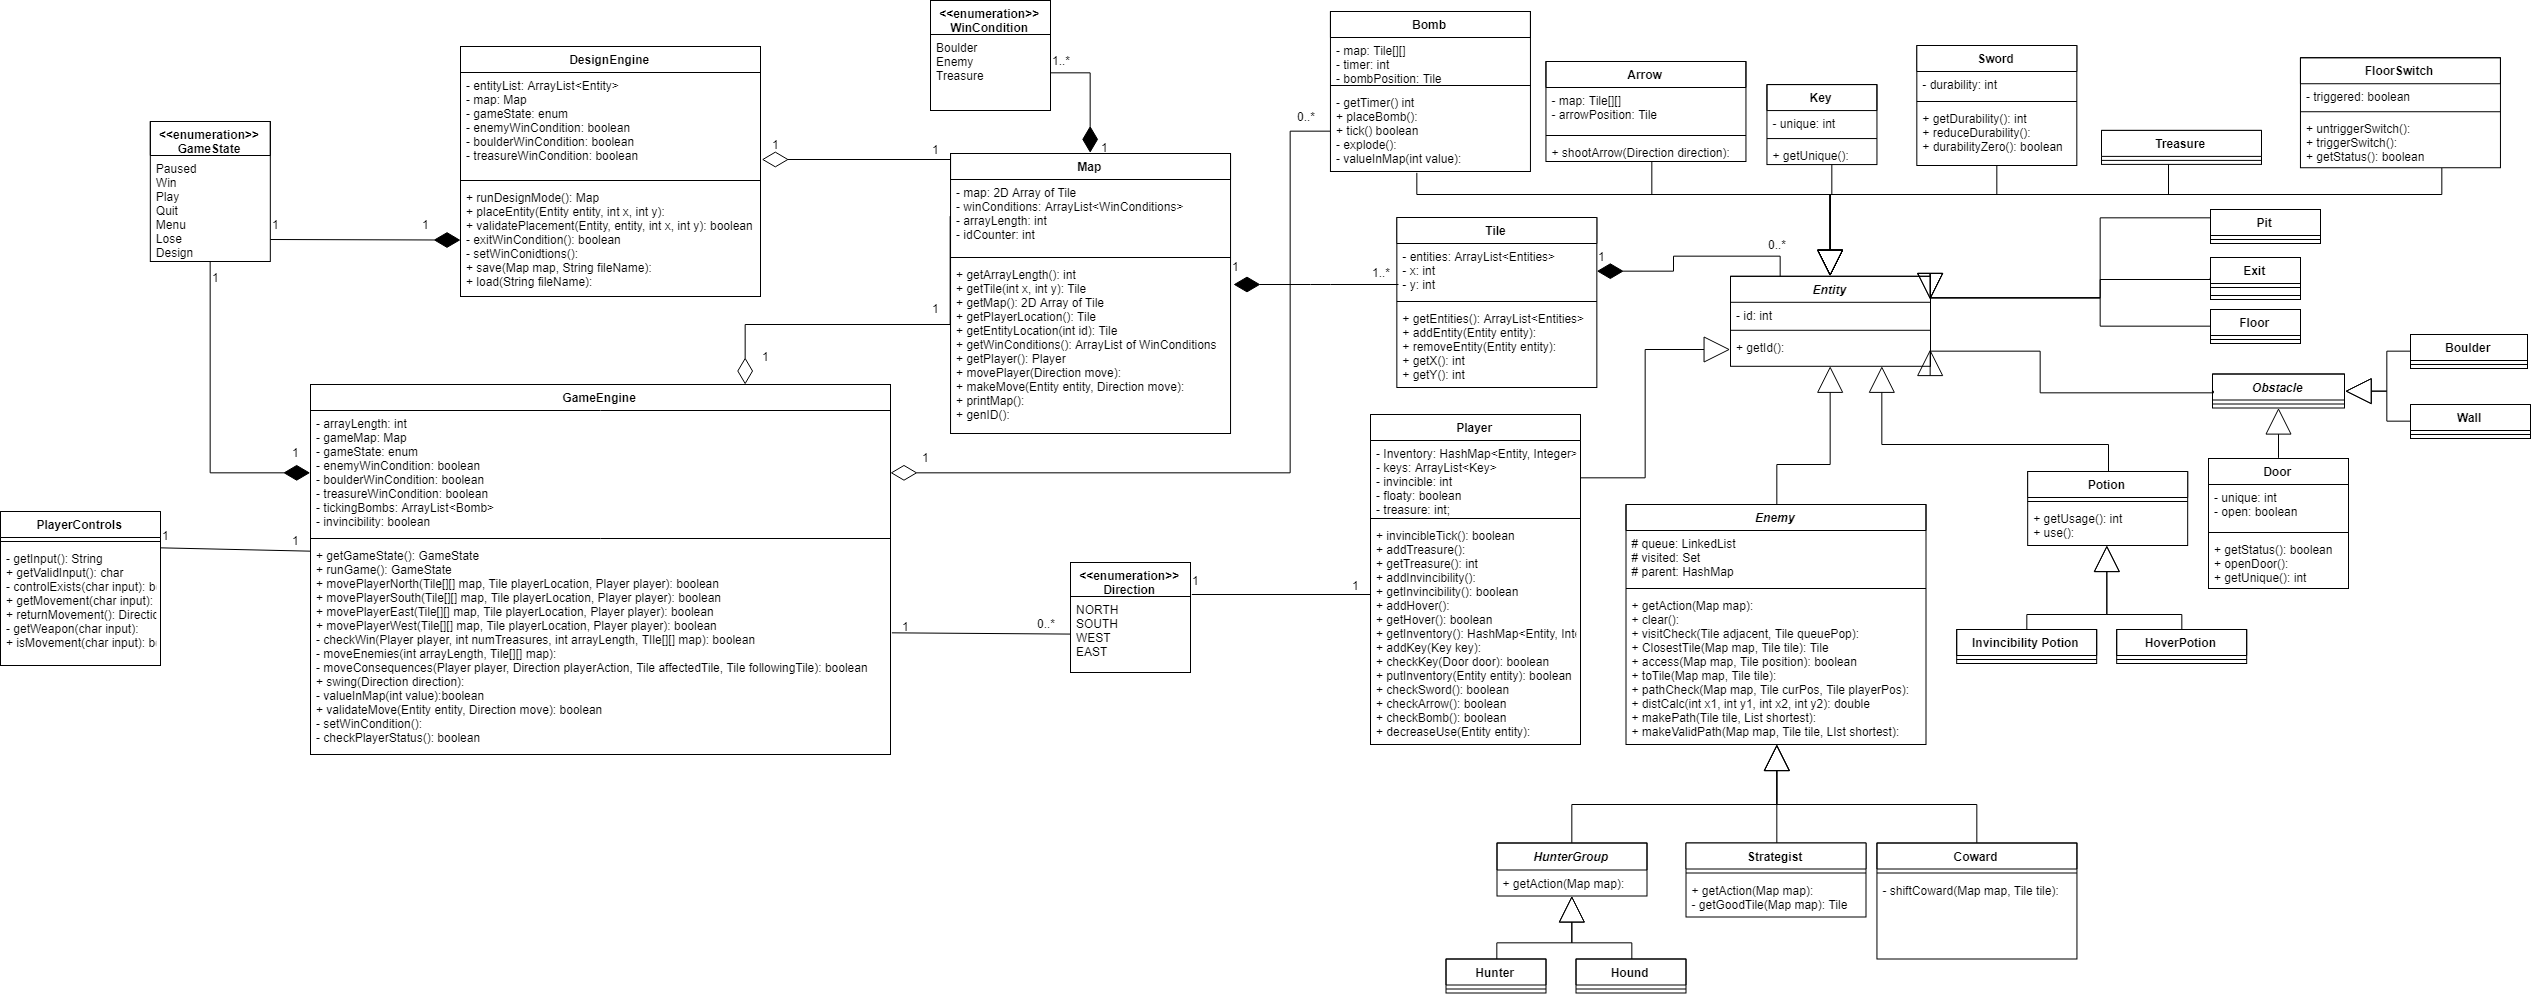 <<enumeration>>
WinCondition
Boulder
Enemy
Treasure
1..*
1
DesignEngine
- entityList: ArrayList<Entity>
- map: Map
- gameState: enum
- enemyWinCondition: boolean
- boulderWinCondition: boolean
- treasureWinCondition: boolean
+ runDesignMode(): Map
+ placeEntity(Entity entity, int x, int y):
+ validatePlacement(Entity, entity, int x, int y): boolean
- exitWinCondition(): boolean
- setWinConidtions():
+ save(Map map, String fileName):
+ load(String fileName):
1
1
<<enumeration>>
GameState
Paused
Win
Play
Quit
Menu
Lose
Design
1
1
1
1
Map
- map: 2D Array of Tile
- winConditions: ArrayList<WinConditions>
- arrayLength: int
- idCounter: int
+ getArrayLength(): int
+ getTile(int x, int y): Tile
+ getMap(): 2D Array of Tile
+ getPlayerLocation(): Tile
+ getEntityLocation(int id): Tile
+ getWinConditions(): ArrayList of WinConditions
+ getPlayer(): Player
+ movePlayer(Direction move):
+ makeMove(Entity entity, Direction move):
+ printMap():
+ genID():
1
1
1
1..*
GameEngine
- arrayLength: int
- gameMap: Map
- gameState: enum
- enemyWinCondition: boolean
- boulderWinCondition: boolean
- treasureWinCondition: boolean
- tickingBombs: ArrayList<Bomb>
- invincibility: boolean
+ getGameState(): GameState
+ runGame(): GameState
+ movePlayerNorth(Tile[][] map, Tile playerLocation, Player player): boolean
+ movePlayerSouth(Tile[][] map, Tile playerLocation, Player player): boolean
+ movePlayerEast(Tile[][] map, Tile playerLocation, Player player): boolean
+ movePlayerWest(Tile[][] map, Tile playerLocation, Player player): boolean
- checkWin(Player player, int numTreasures, int arrayLength, TIle[][] map): boolean
- moveEnemies(int arrayLength, Tile[][] map):
- moveConsequences(Player player, Direction playerAction, Tile affectedTile, Tile followingTile): boolean
+ swing(Direction direction):
- valueInMap(int value):boolean
+ validateMove(Entity entity, Direction move): boolean
- setWinCondition():
- checkPlayerStatus(): boolean
1
0..*
PlayerControls
- getInput(): String
+ getValidInput(): char
- controlExists(char input): b
+ getMovement(char input):
+ returnMovement(): Direct
- getWeapon(char input):
+ isMovement(char input): b
1
1
<<enumeration>>
Direction
NORTH
SOUTH
WEST
EAST
1
0..*
1
1
Bomb
- map: Tile[][]
- timer: int
- bombPosition: Tile
- getTimer() int
+ placeBomb():
+ tick() boolean
- explode():
- valueInMap(int value):
Arrow
- map: Tile[][]
- arrowPosition: Tile
+ shootArrow(Direction direction):
Key
- unique: int
+ getUnique():
Sword
- durability: int
+ getDurability(): int
+ reduceDurability():
+ durabilityZero(): boolean
Treasure
FloorSwitch
- triggered: boolean
+ untriggerSwitch():
+ triggerSwitch():
+ getStatus(): boolean
Tile
- entities: ArrayList<Entities>
- x: int
- y: int
+ getEntities(): ArrayList<Entities>
+ addEntity(Entity entity):
+ removeEntity(Entity entity):
+ getX(): int
+ getY(): int
1
0..*
Entity
- id: int
+ getId():
Pit
Exit
Floor
Obstacle
Boulder
Wall
Door
- unique: int
- open: boolean
+ getStatus(): boolean
+ openDoor():
+ getUnique(): int
Potion
+ getUsage(): int
+ use():
Invincibility Potion
HoverPotion
Player
- Inventory: HashMap<Entity, Integer>
- keys: ArrayList<Key>
- invincible: int
- floaty: boolean
- treasure: int;
+ invincibleTick(): boolean
+ addTreasure():
+ getTreasure(): int
+ addInvincibility():
+ getInvincibility(): boolean
+ addHover():
+ getHover(): boolean
+ getInventory(): HashMap<Entity, Int
+ addKey(Key key):
+ checkKey(Door door): boolean
+ putInventory(Entity entity): boolean
+ checkSword(): boolean
+ checkArrow(): boolean
+ checkBomb(): boolean
+ decreaseUse(Entity entity):
Enemy
# queue: LinkedList
# visited: Set
# parent: HashMap
+ getAction(Map map):
+ clear():
+ visitCheck(Tile adjacent, Tile queuePop):
+ ClosestTile(Map map, Tile tile): Tile
+ access(Map map, Tile position): boolean
+ toTile(Map map, Tile tile):
+ pathCheck(Map map, Tile curPos, Tile playerPos):
+ distCalc(int x1, int y1, int x2, int y2): double
+ makePath(Tile tile, List shortest):
+ makeValidPath(Map map, Tile tile, LIst shortest):
HunterGroup
+ getAction(Map map):
Strategist
+ getAction(Map map):
- getGoodTile(Map map): Tile
Coward
- shiftCoward(Map map, Tile tile):
Hunter
Hound